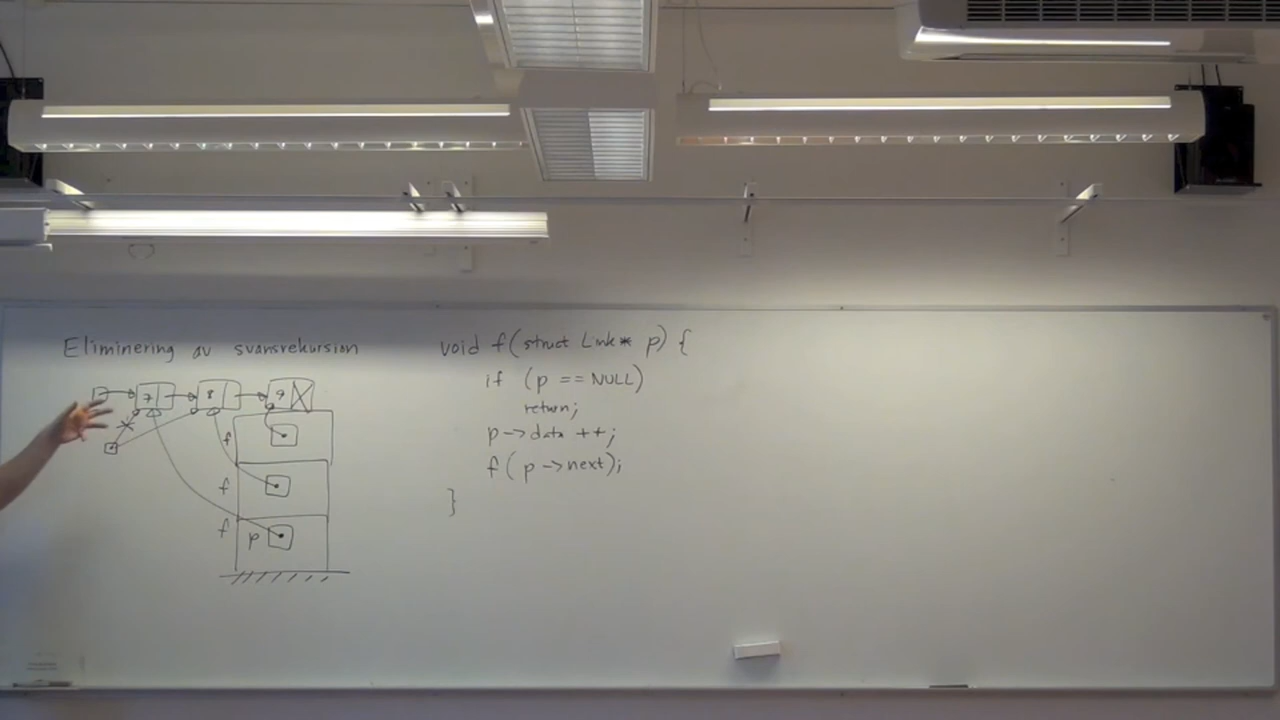 Eliminering av svansrekursion
7 8 9
f
f
f p
void f(struct Link* p) {
if (p == NULL)
return;
p->data ++;
f(p->next);
}